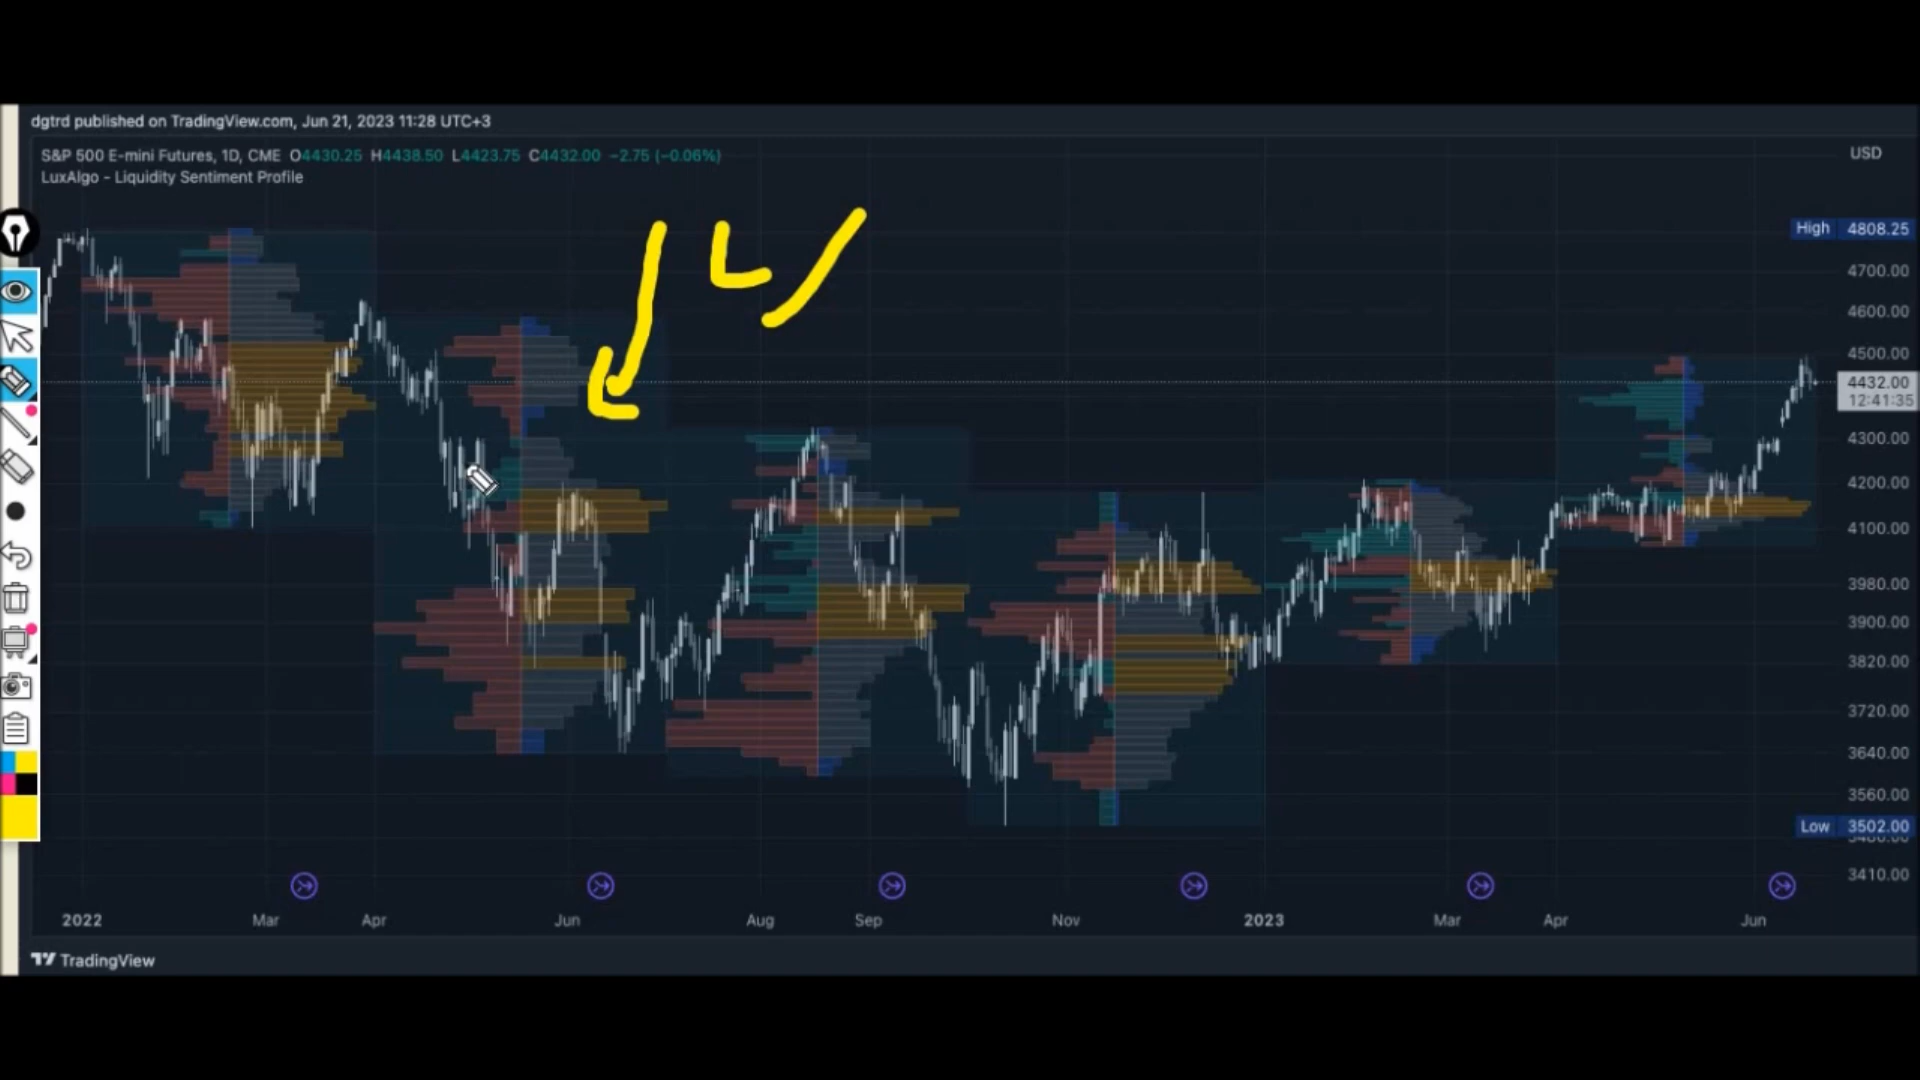 dgtrd published on TradingView.com, Jun 21, 2023 11:28 UTC+3
S&P 500 E-mini Futures, 1D, CME O4430.25 H4438.50 L4423.75 C4432.00 −2.75 (−0.06%)
LuxAlgo - Liquidity Sentiment Profile
USD
High 4808.25
4700.00
4600.00
4500.00
4432.00
12:41:35
4300.00
4200.00
4100.00
3980.00
3900.00
3820.00
3720.00
3640.00
3560.00
Low 3502.00
3410.00
2022 Mar Apr Jun Aug Sep Nov 2023 Mar Apr Jun
TradingView